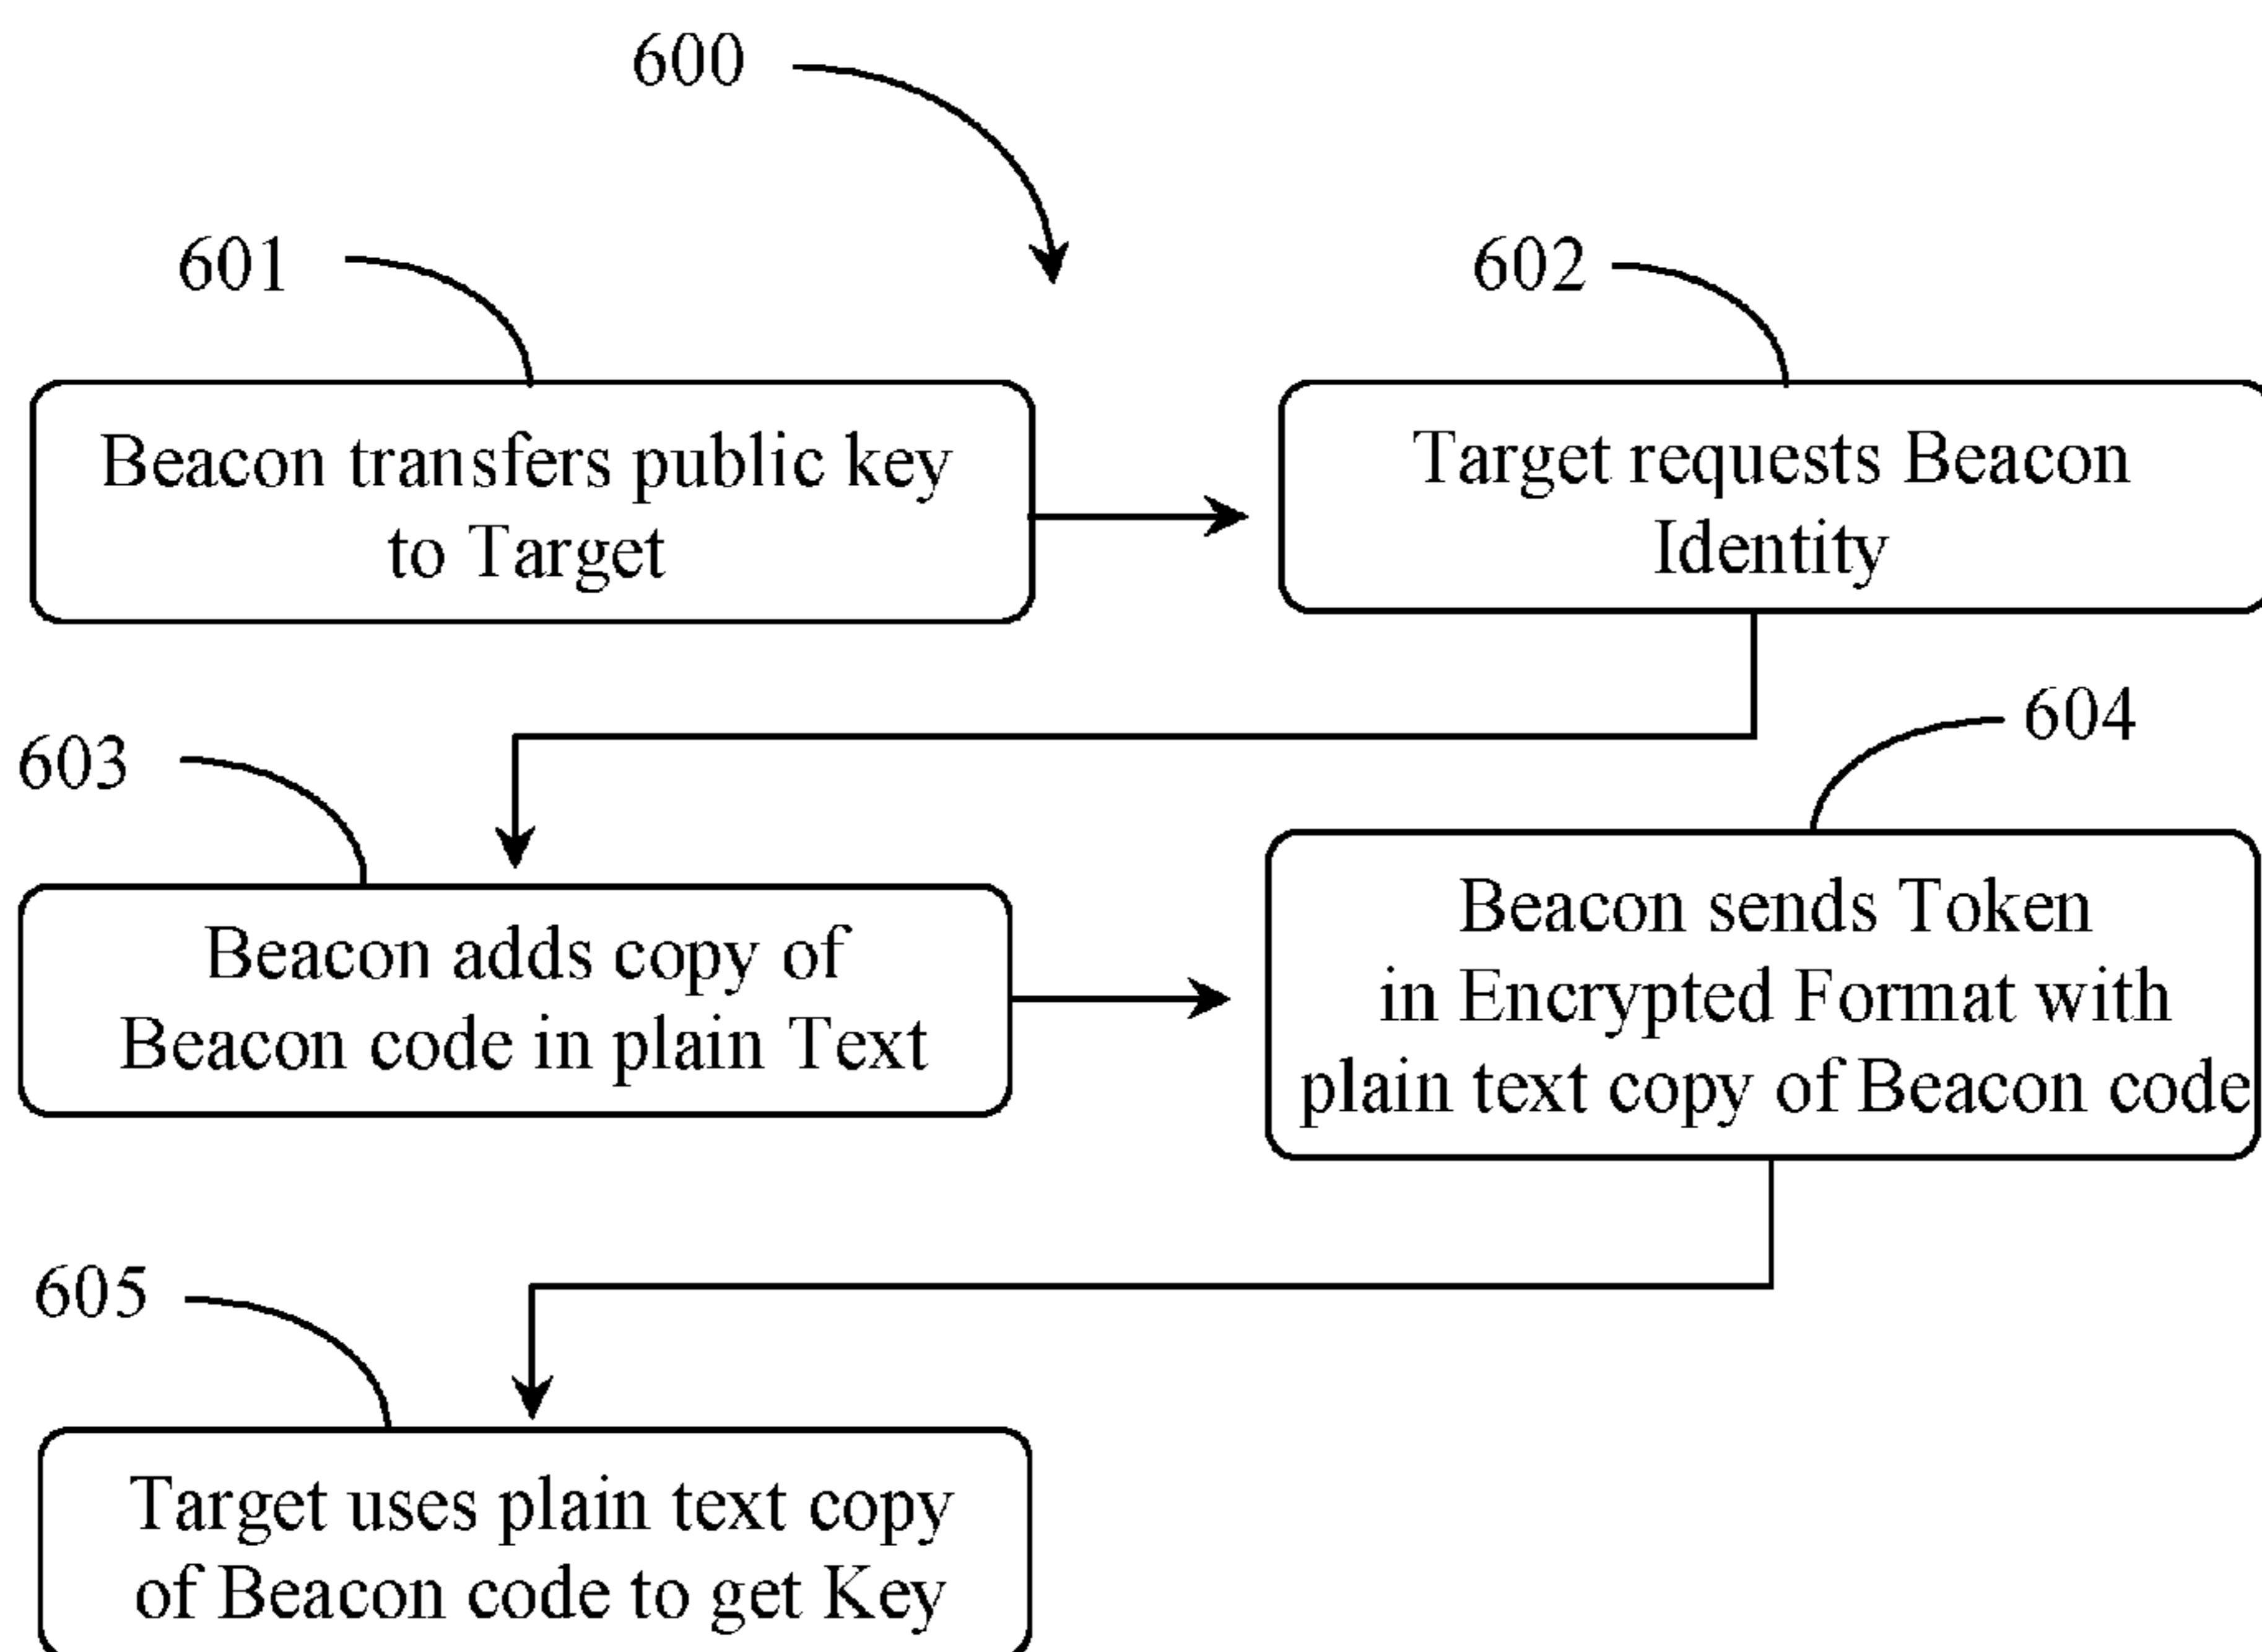 600
601
602
Beacon transfers public key
to Target
Target requests Beacon
Identity
603
604
Beacon adds copy of
Beacon code in plain Text
Beacon sends Token
in Encrypted Format with
plain text copy of Beacon code
605
Target uses plain text copy
of Beacon code to get Key